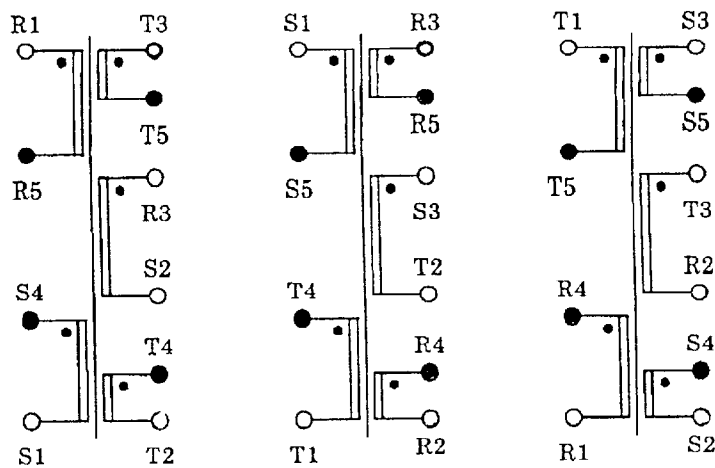 R1 T3 S1 R3 T1 S3
T5 R5 S5
R5 S5 T5
R3 S3 T3
S2 T2 R2
S4 T4 R4
T4 R4 S4
S1 T2 T1 R2 R1 S2